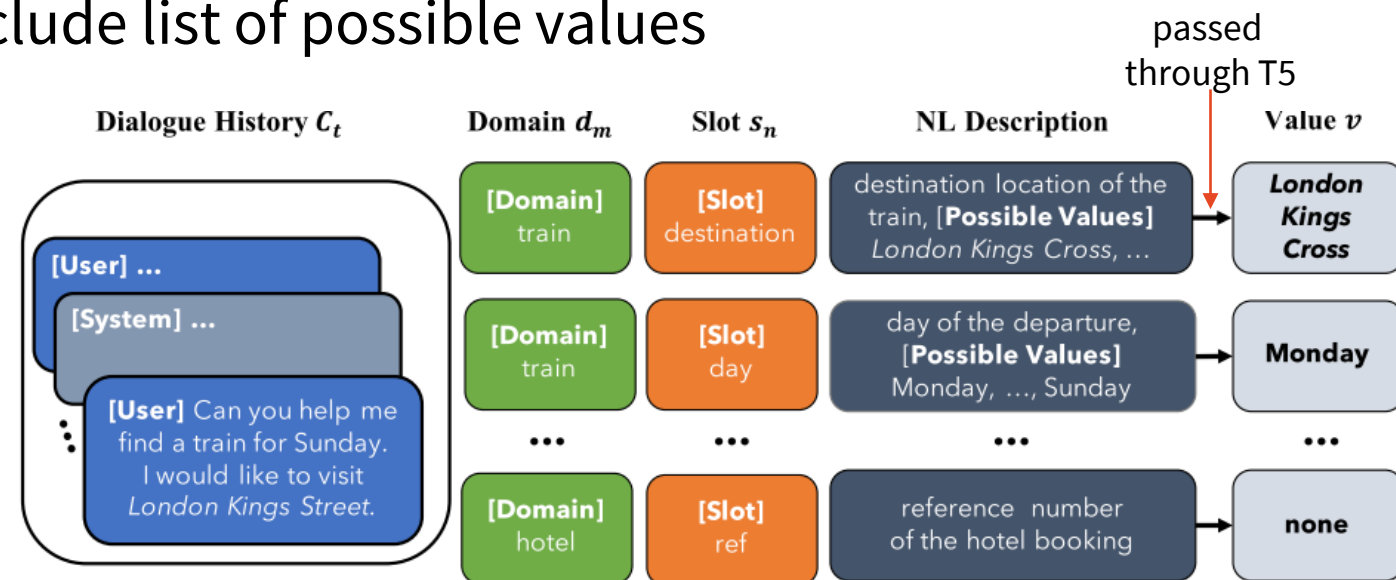 clude list of possible values
passed
through T5
Dialogue History Cₜ
Domain dₘ
Slot sₙ
NL Description
Value v
[User] ...
[System] ...
[User] Can you help me
find a train for Sunday.
I would like to visit
London Kings Street.
[Domain]
train
[Slot]
destination
destination location of the
train, [Possible Values]
London Kings Cross, ...
London
Kings
Cross
[Domain]
train
[Slot]
day
day of the departure,
[Possible Values]
Monday, ..., Sunday
Monday
...
...
...
...
[Domain]
hotel
[Slot]
ref
reference number
of the hotel booking
none